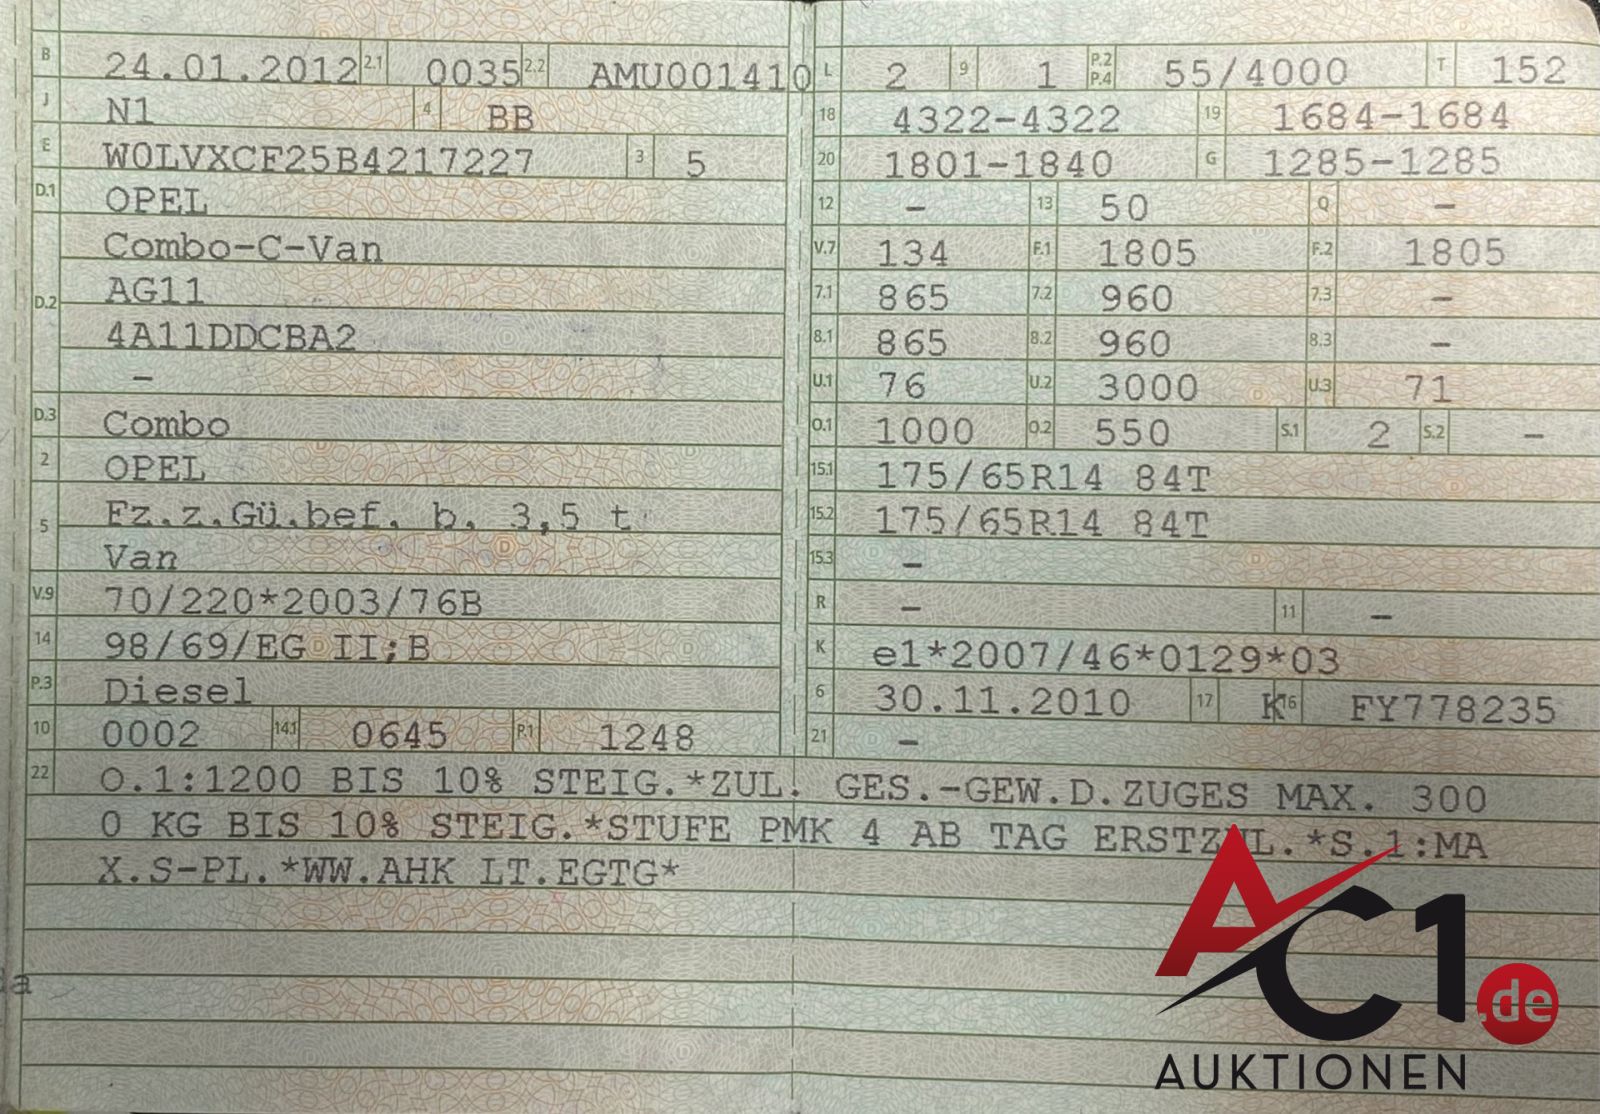 B 24.01.2012 2.1 0035 2.2 AMU001410 L 2 9 1 P.2 P.4 55/4000 T 152
J N1 4 BB 18 4322-4322 19 1684-1684
E W0LVXCF25B4217227 3 5 20 1801-1840 G 1285-1285
D.1 OPEL 12 - 13 50 Q -
Combo-C-Van V.7 134 F.1 1805 F.2 1805
D.2 AG11 7.1 865 7.2 960 7.3 -
4A11DDCBA2 8.1 865 8.2 960 8.3 -
- U.1 76 U.2 3000 U.3 71
D.3 Combo O.1 1000 O.2 550 S.1 2 S.2 -
2 OPEL 15.1 175/65R14 84T
5 Fz.z.Gü.bef. b. 3,5 t 15.2 175/65R14 84T
Van 15.3 -
V.9 70/220*2003/76B R - 11 -
14 98/69/EG II;B K e1*2007/46*0129*03
P.3 Diesel 6 30.11.2010 17 K 16 FY778235
10 0002 14.1 0645 P.1 1248 21 -
22 O.1:1200 BIS 10% STEIG.*ZUL. GES.-GEW.D.ZUGES MAX. 300
0 KG BIS 10% STEIG.*STUFE PMK 4 AB TAG ERSTZUL.*S.1:MA
X.S-PL.*WW.AHK LT.EGTG*
AC1.de
AUKTIONEN